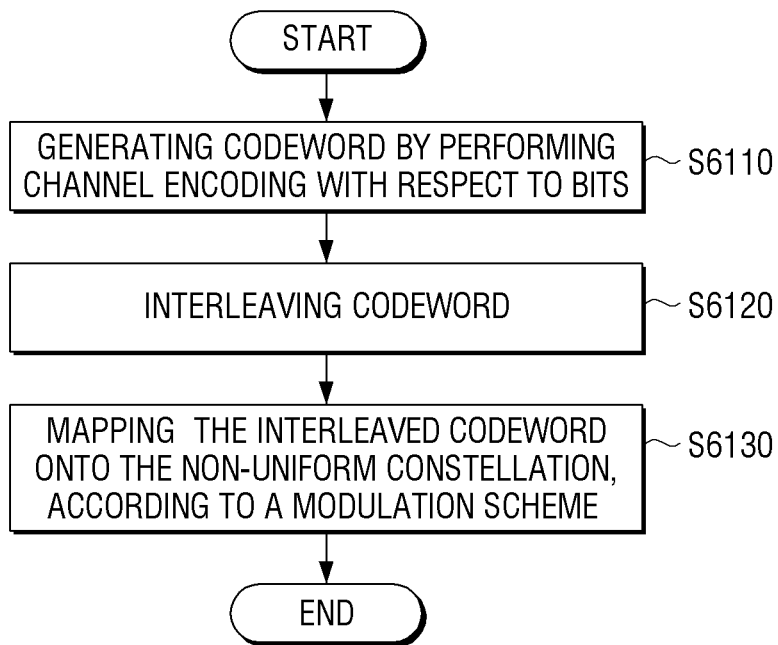 START
GENERATING CODEWORD BY PERFORMING
CHANNEL ENCODING WITH RESPECT TO BITS
S6110
INTERLEAVING CODEWORD
S6120
MAPPING THE INTERLEAVED CODEWORD
ONTO THE NON-UNIFORM CONSTELLATION,
ACCORDING TO A MODULATION SCHEME
S6130
END